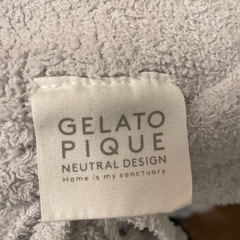 GELATO
PIQUE
NEUTRAL DESIGN
Home is my sanctuary.